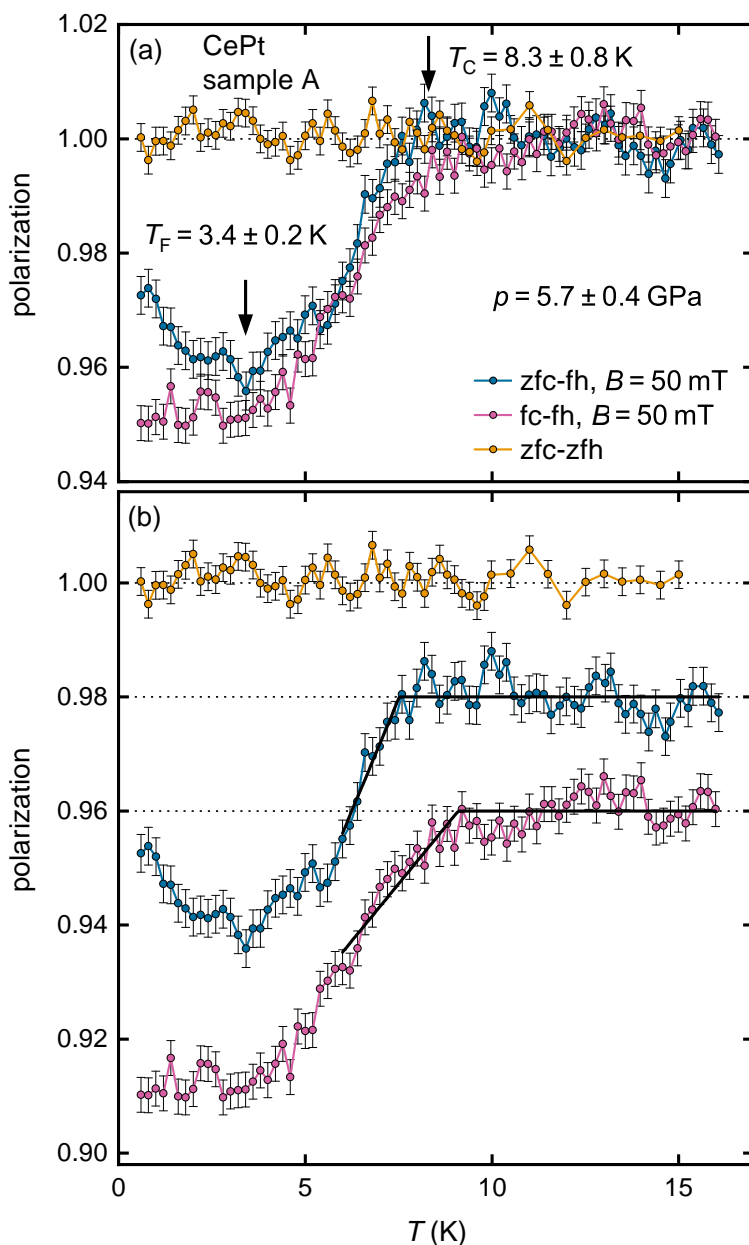 1.02
(a)
CePt
sample A
T_C = 8.3 ± 0.8 K
1.00
polarization
0.98
T_F = 3.4 ± 0.2 K
p = 5.7 ± 0.4 GPa
0.96
zfc-fh, B = 50 mT
fc-fh, B = 50 mT
zfc-zfh
0.94
(b)
1.00
0.98
polarization
0.96
0.94
0.92
0.90
0 5 10 15
T (K)